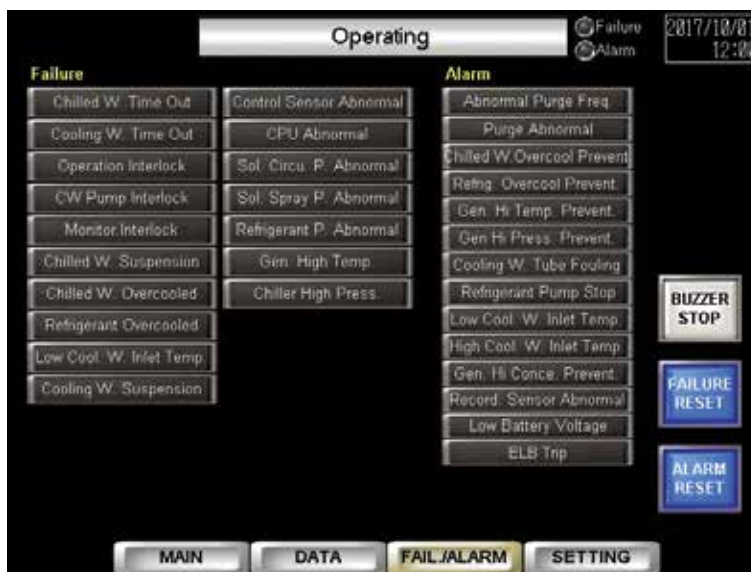 Operating
Failure
Alarm
2017/10/0
12:0
Failure
Chilled W. Time Out
Cooling W. Time Out
Operation Interlock
CW Pump Interlock
Monitor Interlock
Chilled W. Suspension
Chilled W. Overcooled
Refrigerant Overcooled
Low Cool. W. Inlet Temp.
Cooling W. Suspension
Control Sensor Abnormal
CPU Abnormal
Sol. Circu. P. Abnormal
Sol. Spray P. Abnormal
Refrigerant P. Abnormal
Gen. High Temp.
Chiller High Press.
Alarm
Abnormal Purge Freq.
Purge Abnormal
Chilled W.Overcool Prevent
Refrig. Overcool Prevent.
Gen. Hi Temp. Prevent.
Gen Hi Press. Prevent.
Cooling W. Tube Fouling
Refrigerant Pump Stop
Low Cool. W. Inlet Temp.
High Cool. W. Inlet Temp.
Gen. Hi Conce. Prevent.
Record. Sensor Abnormal
Low Battery Voltage
ELB Trip
BUZZER
STOP
FAILURE
RESET
ALARM
RESET
MAIN
DATA
FAIL./ALARM
SETTING